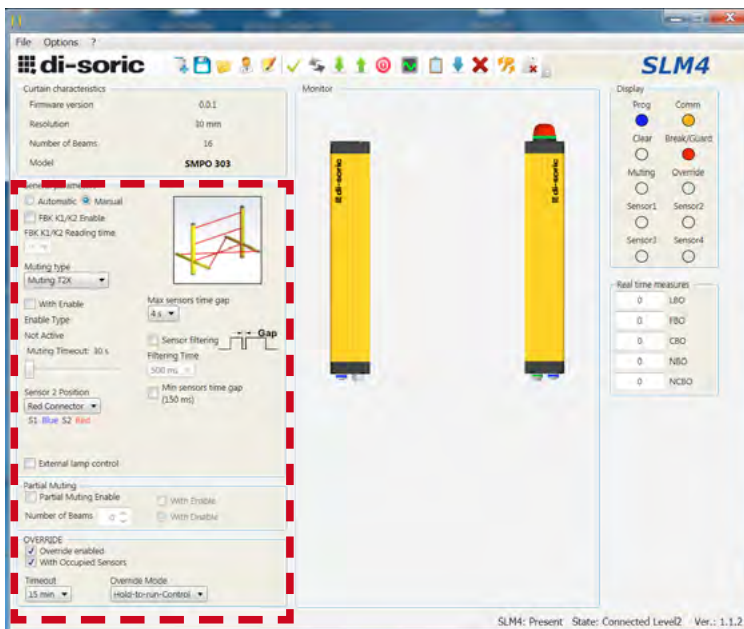 File Options ?
di-soric
SLM4
Curtain characteristics
Firmware version 0.0.1
Resolution 30 mm
Number of Beams 16
Model SMPO 303
General parameters
Automatic Manual
FBK K1/K2 Enable
FBK K1/K2 Reading time
Muting type
Muting T2X
With Enable
Enable Type
Not Active
Muting Timeout: 30 s
Max sensors time gap
4 s
Sensor filtering
Gap
Filtering Time
500 ms
Min sensors time gap
(150 ms)
Sensor 2 Position
Red Connector
S1 Blue S2 Red
External lamp control
Partial Muting
Partial Muting Enable
With Enable
Number of Beams 0
With Disable
OVERRIDE
Override enabled
With Occupied Sensors
Timeout Override Mode
15 min Hold-to-run-Control
Monitor
di-soric
di-soric
Display
Prog Comm
Clear Break/Guard
Muting Override
Sensor1 Sensor2
Sensor3 Sensor4
Real time measures
0 LBO
0 FBO
0 CBO
0 NBO
0 NCBO
SLM4: Present State: Connected Level2 Ver.: 1.1.2